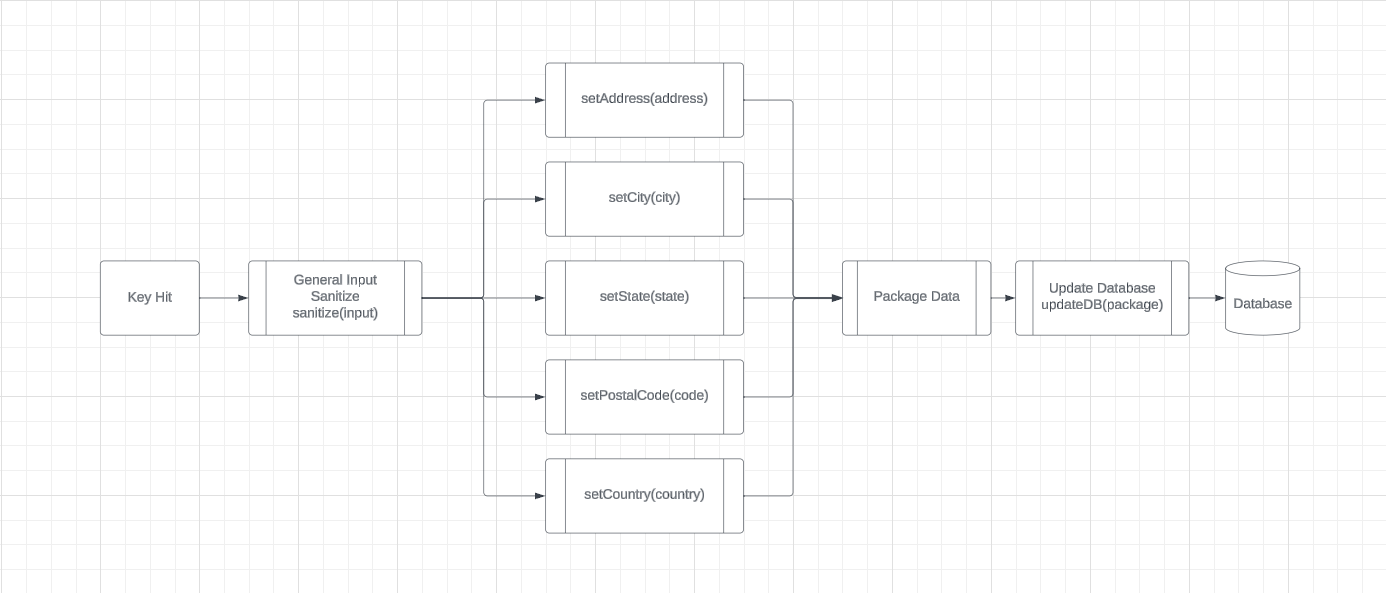 Key Hit
General Input
Sanitize
sanitize(input)
setAddress(address)
setCity(city)
setState(state)
setPostalCode(code)
setCountry(country)
Package Data
Update Database
updateDB(package)
Database